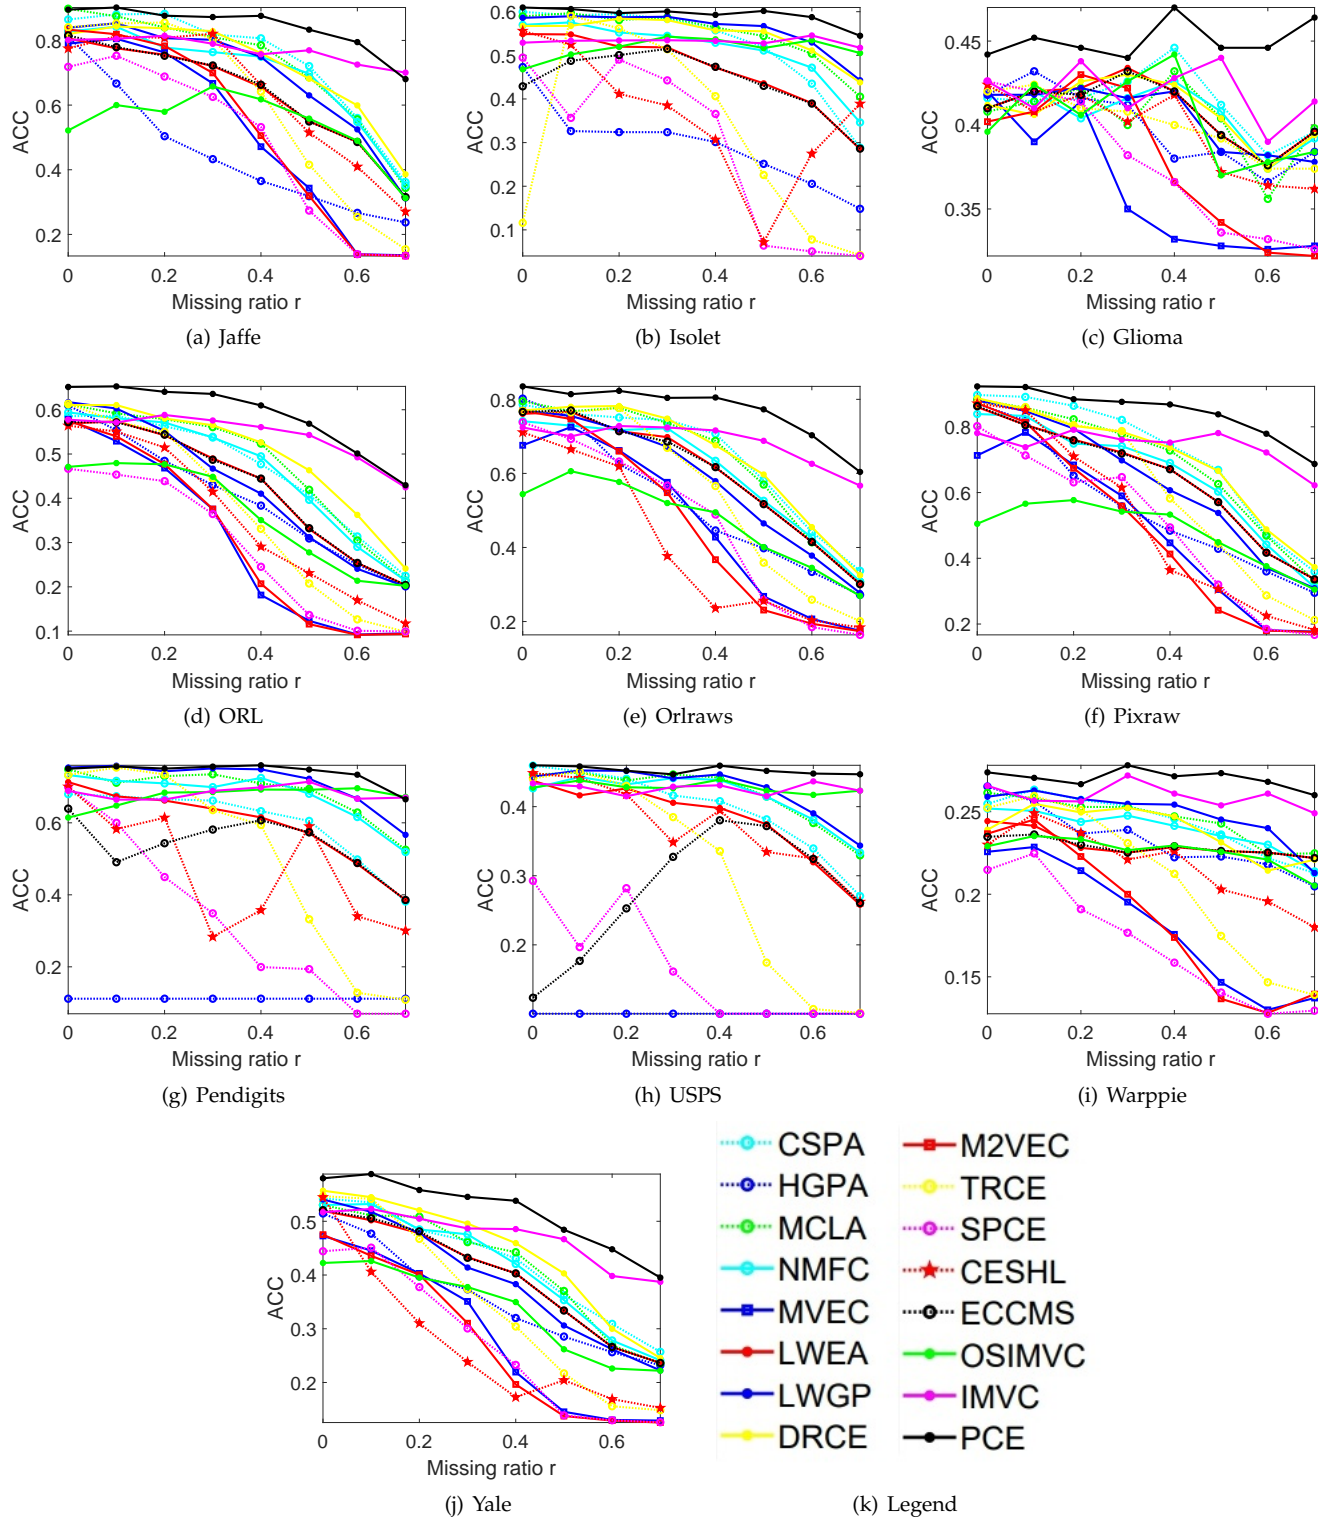 ACC
0.8
0.6
0.4
0.2
0 0.2 0.4 0.6
Missing ratio r
(a) Jaffe
ACC
0.6
0.5
0.4
0.3
0.2
0.1
0 0.2 0.4 0.6
Missing ratio r
(b) Isolet
ACC
0.45
0.4
0.35
0 0.2 0.4 0.6
Missing ratio r
(c) Glioma
ACC
0.6
0.5
0.4
0.3
0.2
0.1
0 0.2 0.4 0.6
Missing ratio r
(d) ORL
ACC
0.8
0.6
0.4
0.2
0 0.2 0.4 0.6
Missing ratio r
(e) Orlraws
ACC
0.8
0.6
0.4
0.2
0 0.2 0.4 0.6
Missing ratio r
(f) Pixraw
ACC
0.6
0.4
0.2
0 0.2 0.4 0.6
Missing ratio r
(g) Pendigits
ACC
0.4
0.3
0.2
0 0.2 0.4 0.6
Missing ratio r
(h) USPS
ACC
0.25
0.2
0.15
0 0.2 0.4 0.6
Missing ratio r
(i) Warppie
ACC
0.5
0.4
0.3
0.2
0 0.2 0.4 0.6
Missing ratio r
(j) Yale
CSPA
HGPA
MCLA
NMFC
MVEC
LWEA
LWGP
DRCE
M2VEC
TRCE
SPCE
CESHL
ECCMS
OSIMVC
IMVC
PCE
(k) Legend